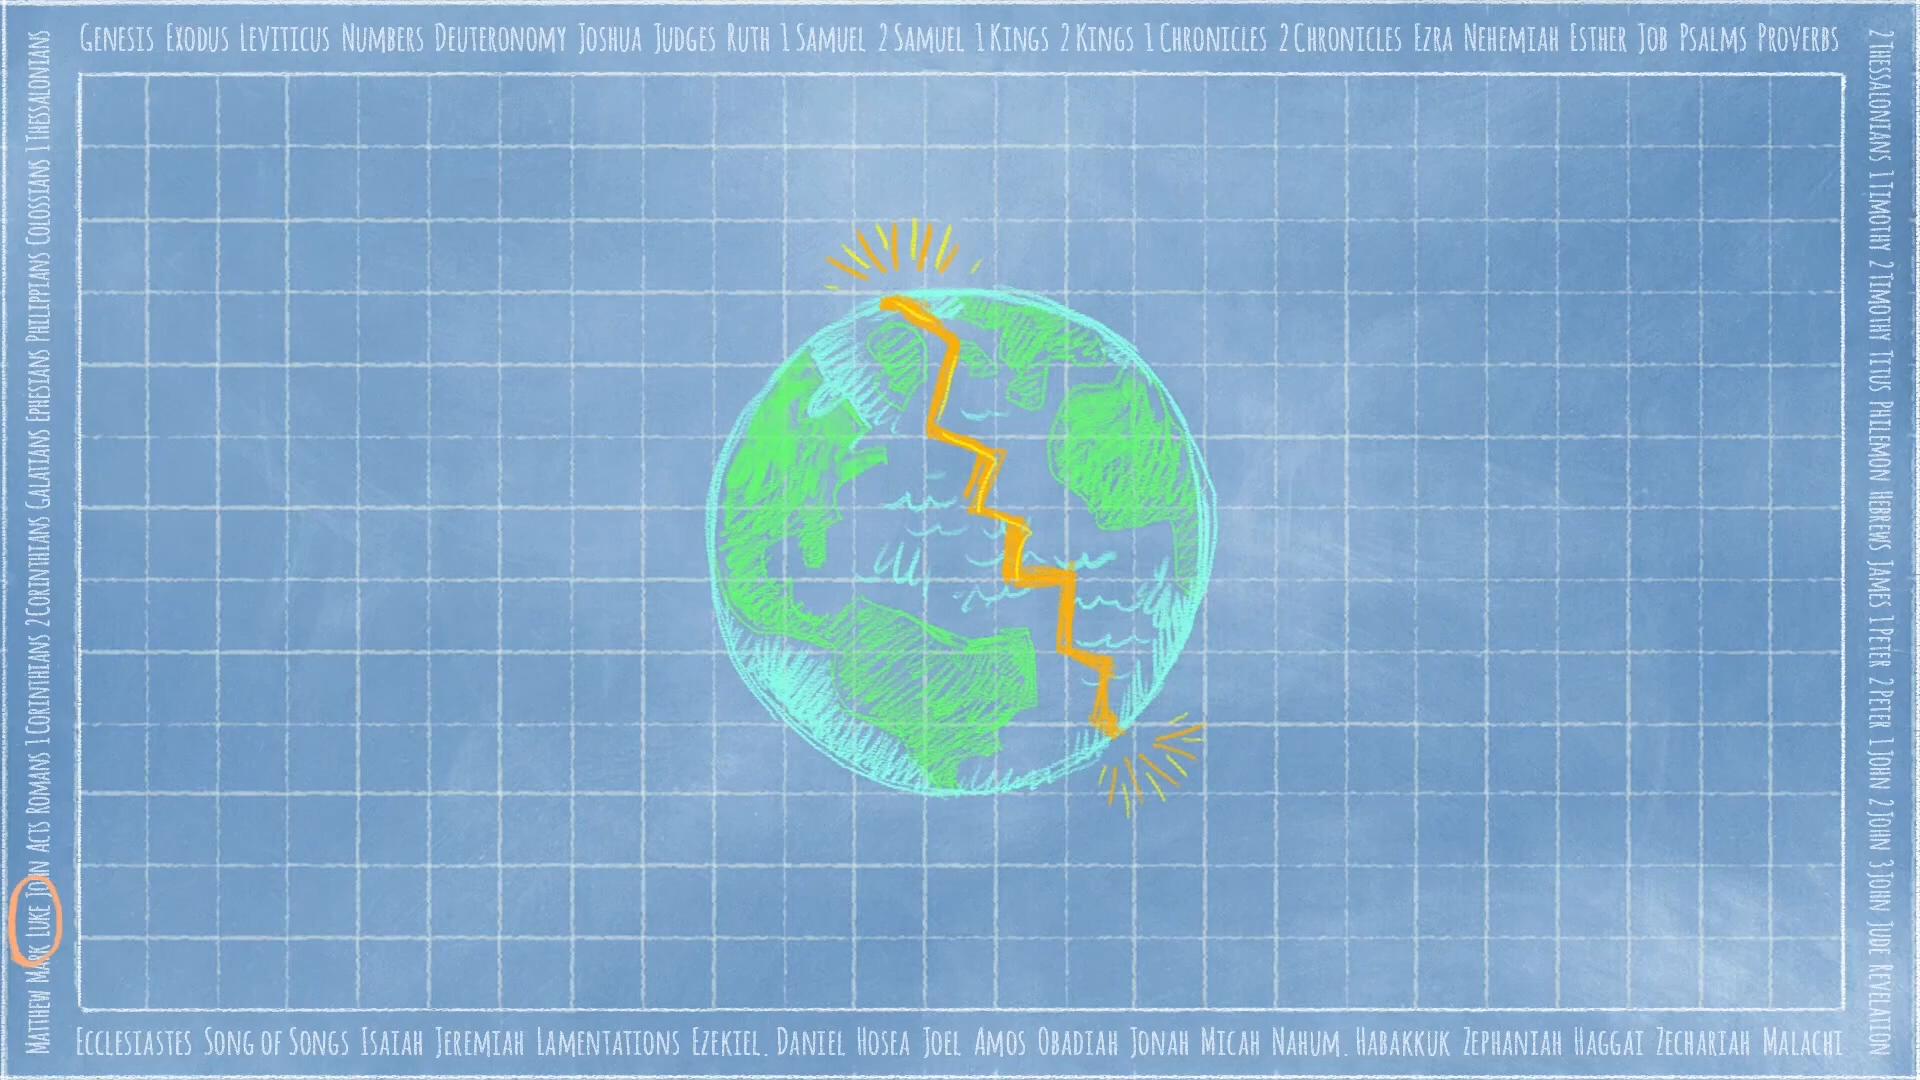 Genesis Exodus Leviticus Numbers Deuteronomy Joshua Judges Ruth 1 Samuel 2 Samuel 1 Kings 2 Kings 1 Chronicles 2 Chronicles Ezra Nehemiah Esther Job Psalms Proverbs
Ecclesiastes Song of Songs Isaiah Jeremiah Lamentations Ezekiel. Daniel Hosea Joel Amos Obadiah Jonah Micah Nahum. Habakkuk Zephaniah Haggai Zechariah Malachi
Matthew Mark Luke John Acts Romans 1 Corinthians 2 Corinthians Galatians Ephesians Philippians Colossians 1 Thessalonians
2 Thessalonians 1 Timothy 2 Timothy Titus Philemon Hebrews James 1 Peter 2 Peter 1 John 2 John 3 John Jude Revelation